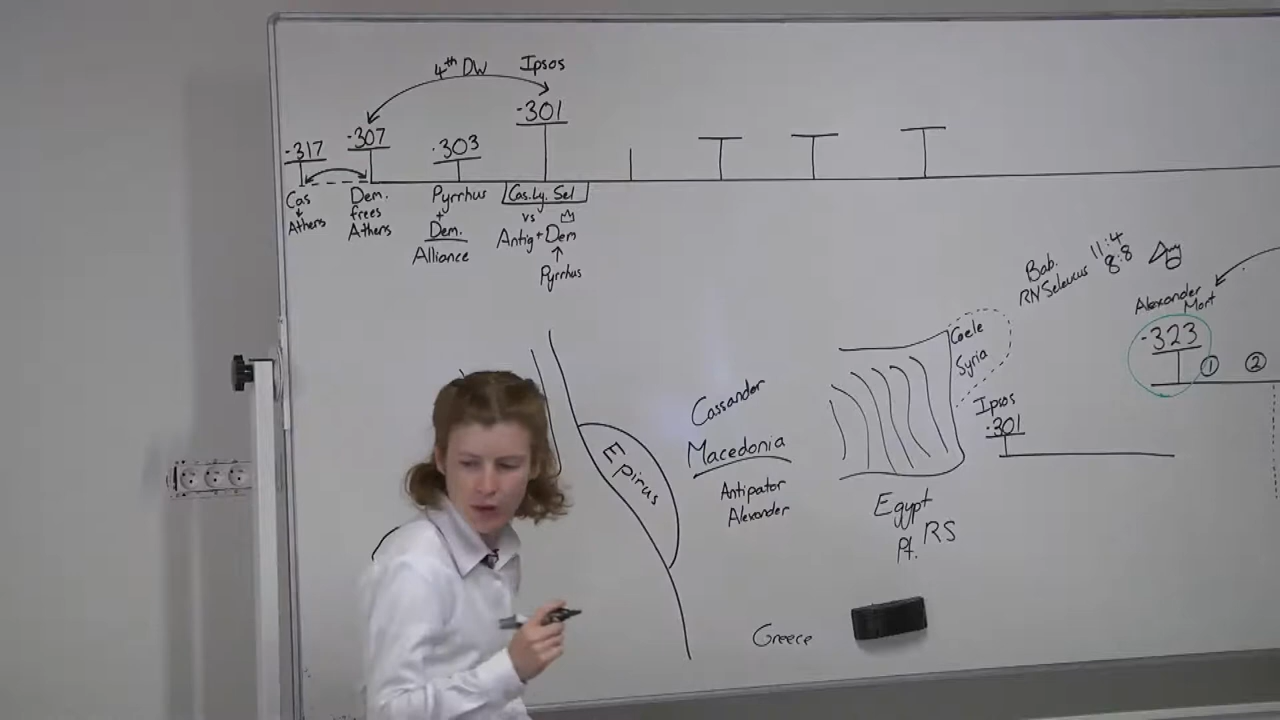 4th DW
Ipsos
-317
-307
-303
-301
Cas
Athens
Dem.
frees
Athens
Pyrrhus
+
Dem.
Alliance
Cas. Ly. Sel
vs
Antig + Dem
Pyrrhus
Epirus
Cassander
Macedonia
Antipater
Alexander
Greece
Coele
Syria
Egypt
Pt. RS
Ipsos
-301
Bab.
RN Seleucus
11:4
8:8
Alexander
Mort
-323
① ②